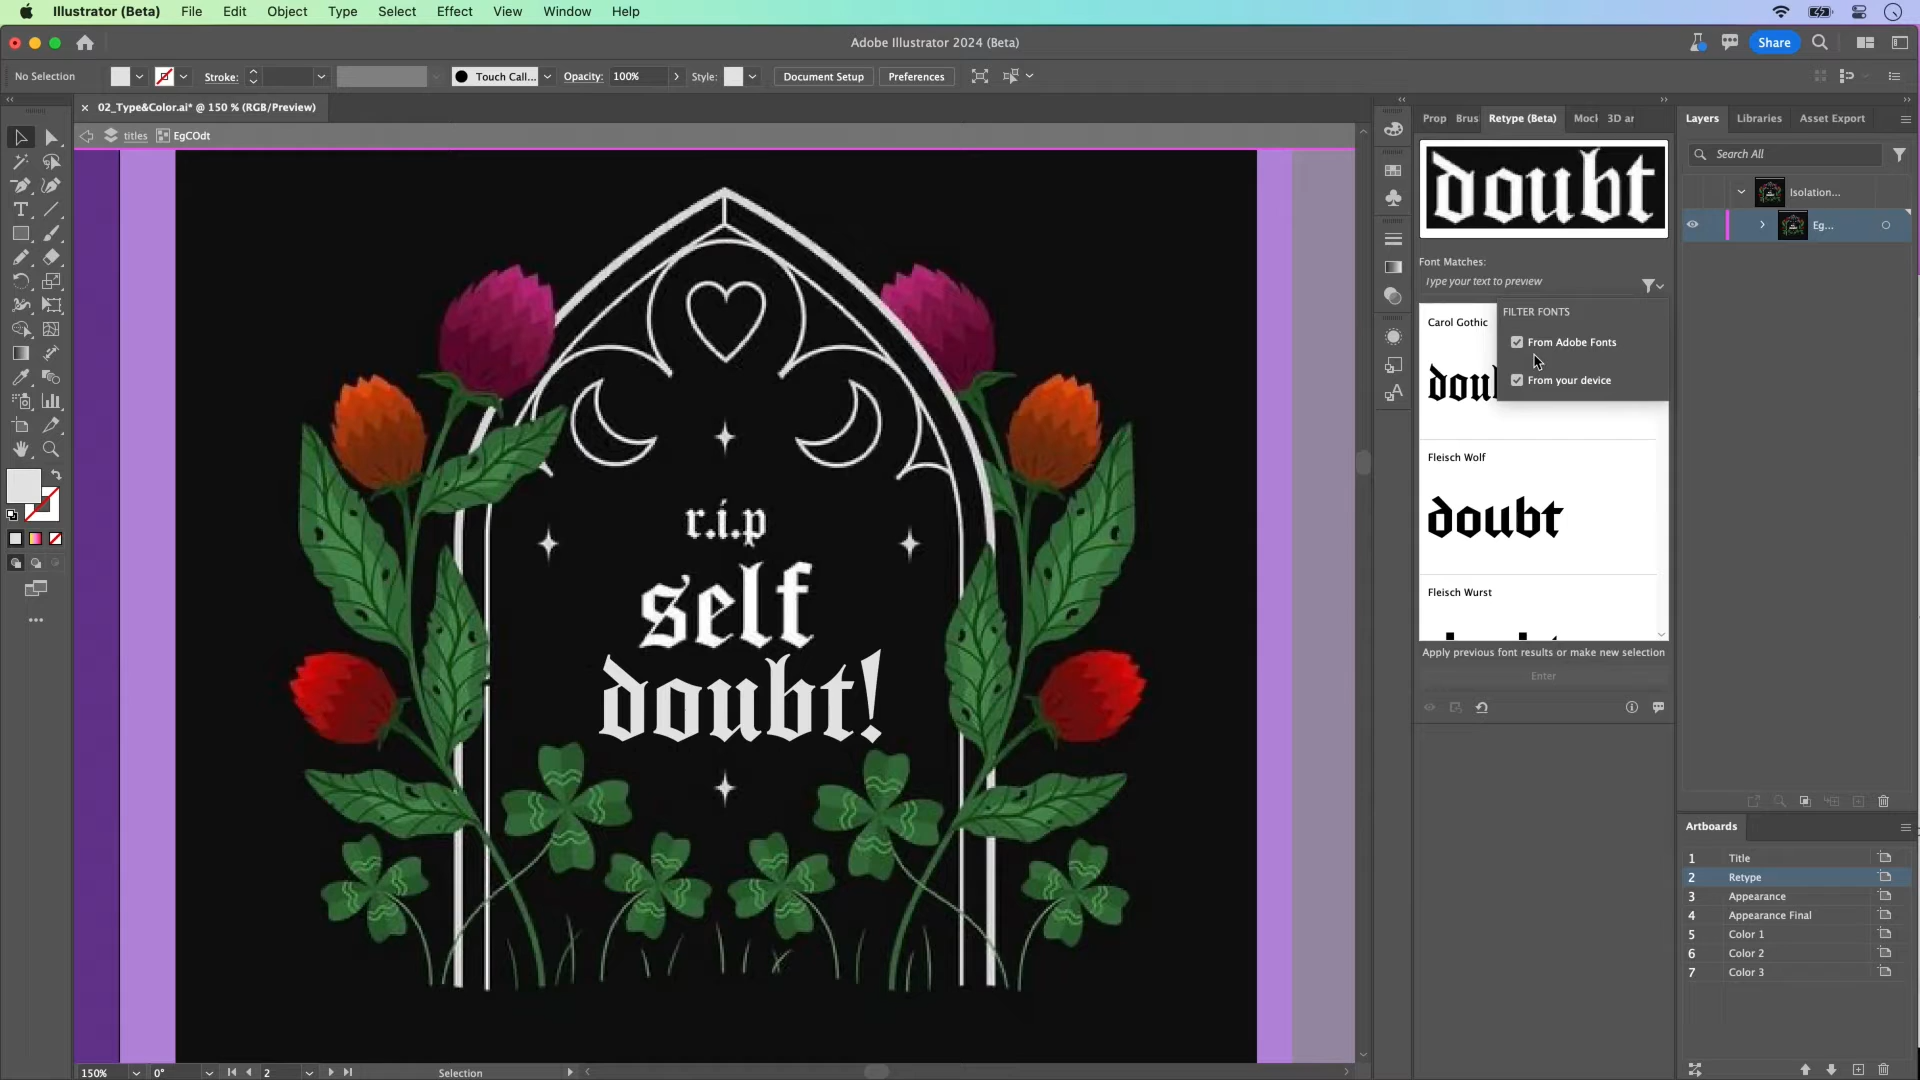 Illustrator (Beta) File Edit Object Type Select Effect View Window Help
Adobe Illustrator 2024 (Beta)
Share
No Selection Stroke: Touch Call... Opacity: 100% Style: Document Setup Preferences
02_Type&Color.ai* @ 150 % (RGB/Preview)
titles EgCOdt
r.i.p
self
doubt!
Prop Brus Retype (Beta) Mock 3D ar
doubt
Font Matches:
Type your text to preview
FILTER FONTS
From Adobe Fonts
From your device
Carol Gothic
Fleisch Wolf
doubt
Fleisch Wurst
Apply previous font results or make new selection
Enter
Layers Libraries Asset Export
Search All
Isolation...
Eg...
Artboards
1 Title
2 Retype
3 Appearance
4 Appearance Final
5 Color 1
6 Color 2
7 Color 3
150% 0° 2 Selection